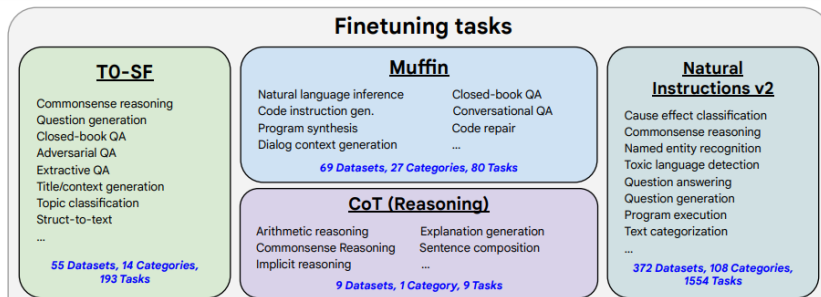 Finetuning tasks
T0-SF
Commonsense reasoning
Question generation
Closed-book QA
Adversarial QA
Extractive QA
Title/context generation
Topic classification
Struct-to-text
...
55 Datasets, 14 Categories,
193 Tasks
Muffin
Natural language inference
Code instruction gen.
Program synthesis
Dialog context generation
Closed-book QA
Conversational QA
Code repair
...
69 Datasets, 27 Categories, 80 Tasks
CoT (Reasoning)
Arithmetic reasoning
Commonsense Reasoning
Implicit reasoning
Explanation generation
Sentence composition
...
9 Datasets, 1 Category, 9 Tasks
Natural
Instructions v2
Cause effect classification
Commonsense reasoning
Named entity recognition
Toxic language detection
Question answering
Question generation
Program execution
Text categorization
...
372 Datasets, 108 Categories,
1554 Tasks